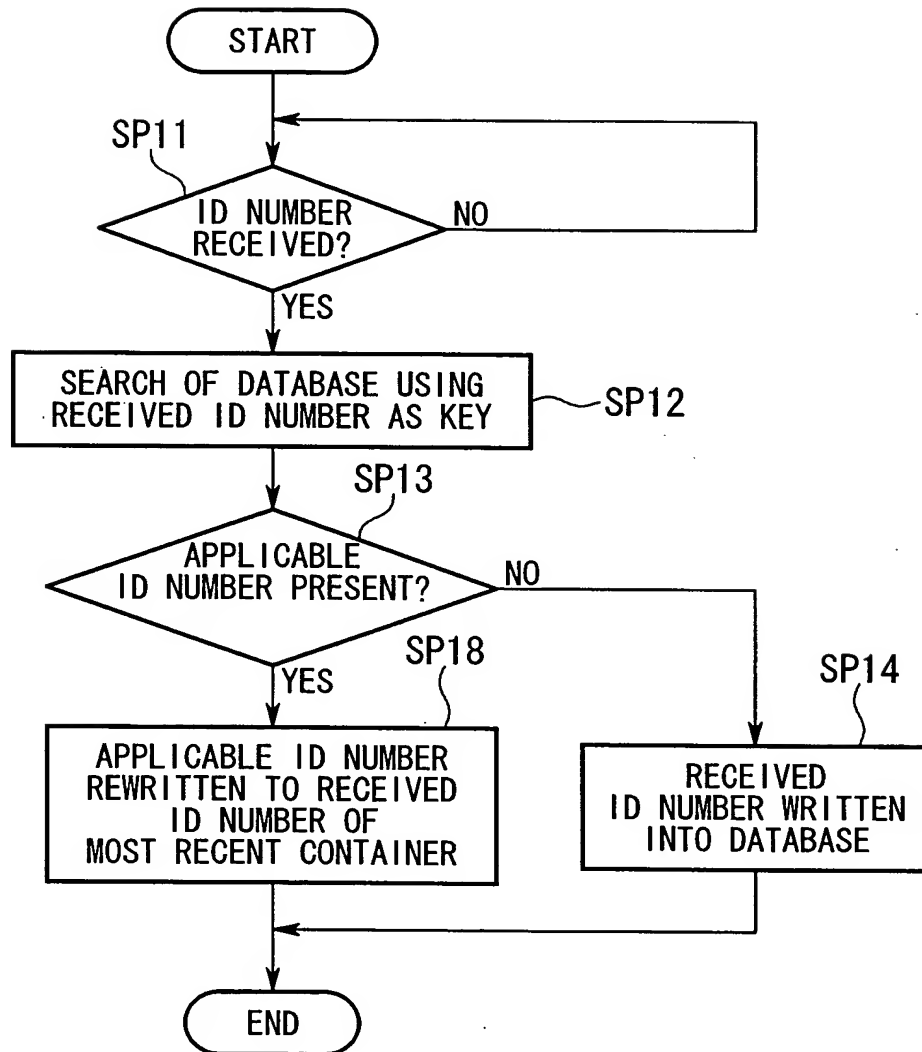 START
SP11
ID NUMBER
RECEIVED?
NO
YES
SEARCH OF DATABASE USING
RECEIVED ID NUMBER AS KEY
SP12
SP13
APPLICABLE
ID NUMBER PRESENT?
NO
YES
SP18
SP14
APPLICABLE ID NUMBER
REWRITTEN TO RECEIVED
ID NUMBER OF
MOST RECENT CONTAINER
RECEIVED
ID NUMBER WRITTEN
INTO DATABASE
END